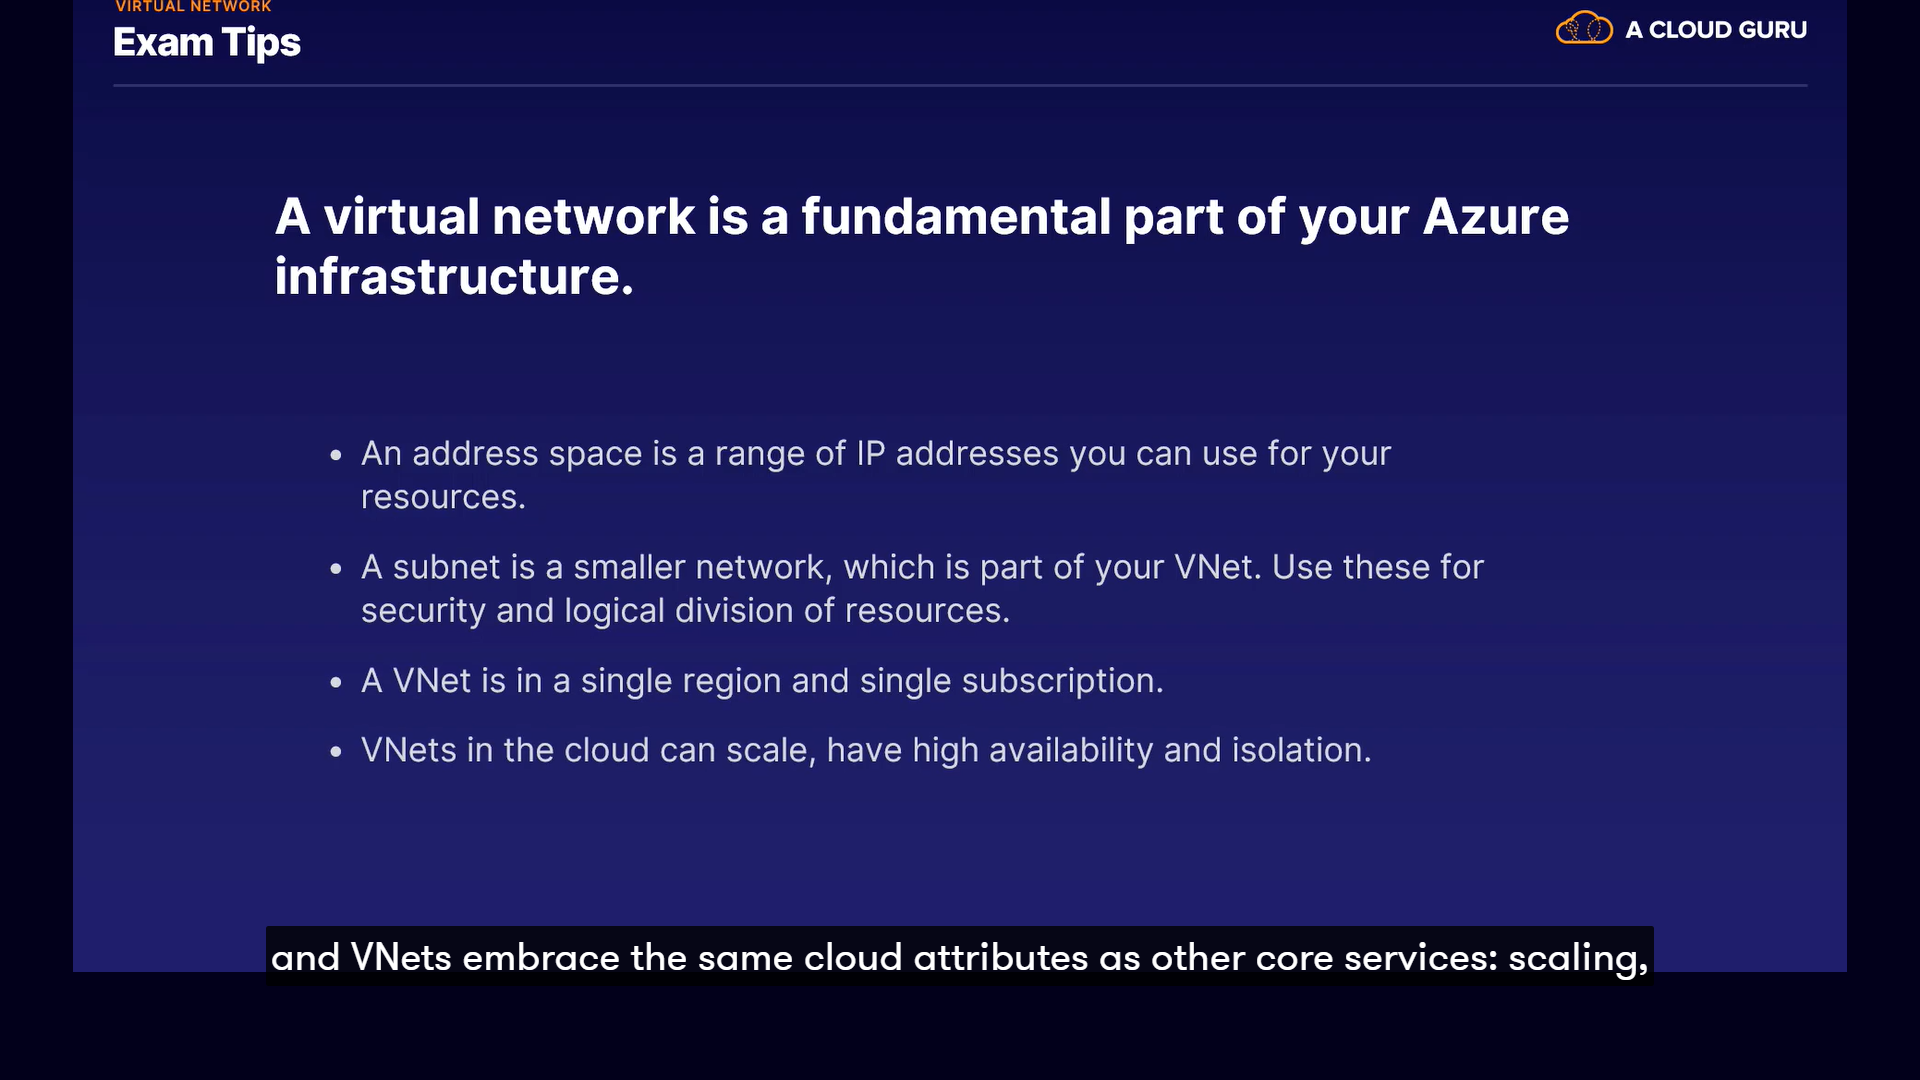 VIRTUAL NETWORK
Exam Tips
A CLOUD GURU
A virtual network is a fundamental part of your Azure
infrastructure.
• An address space is a range of IP addresses you can use for your
resources.
• A subnet is a smaller network, which is part of your VNet. Use these for
security and logical division of resources.
• A VNet is in a single region and single subscription.
• VNets in the cloud can scale, have high availability and isolation.
and VNets embrace the same cloud attributes as other core services: scaling,